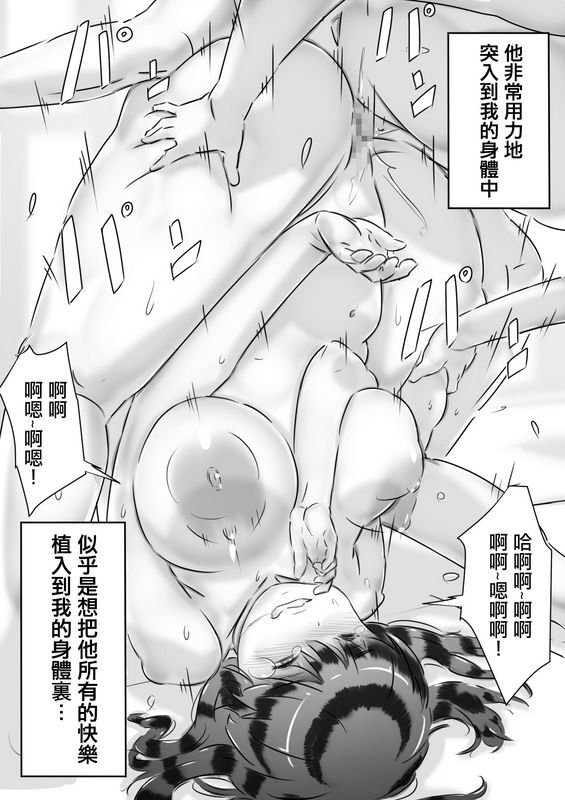 他非常用力地
突入到我的身體中
啊啊
啊嗯~啊嗯!
哈啊啊~啊啊
啊啊~嗯啊啊!
似乎是想把他所有的快樂
植入到我的身體裏…